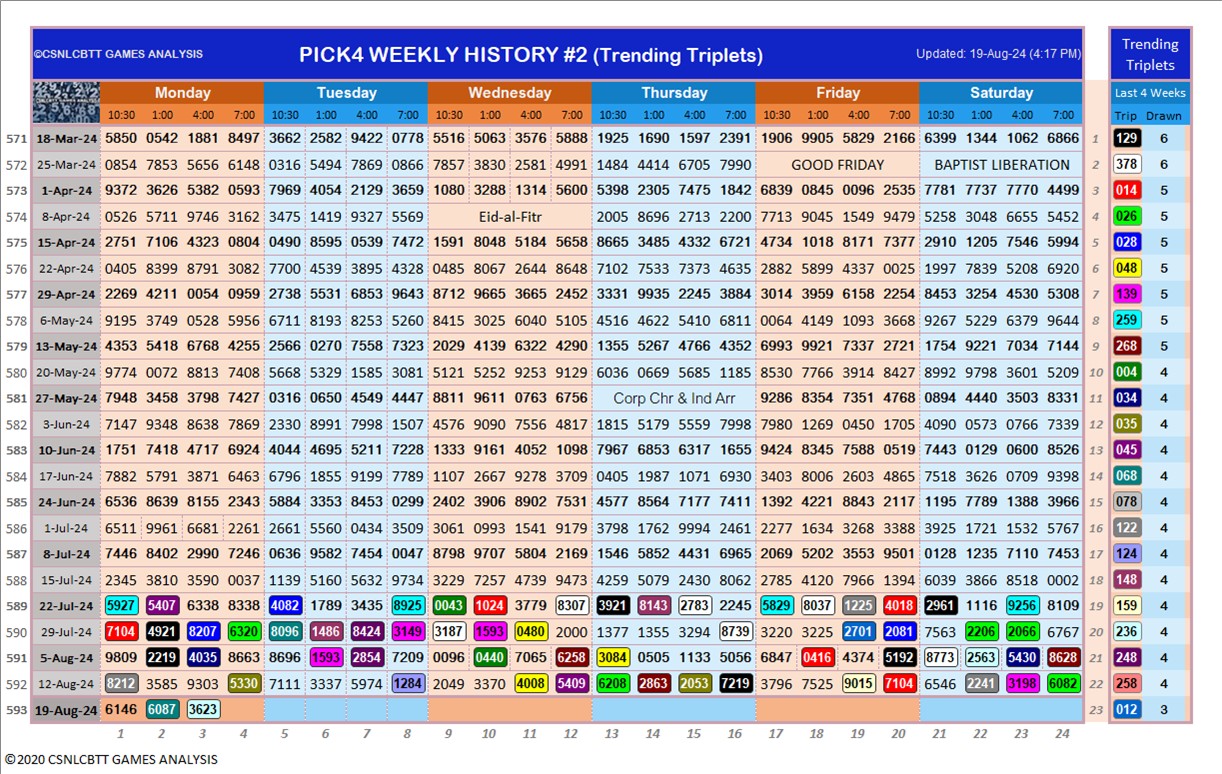 ©CSNLCBTT GAMES ANALYSIS PICK4 WEEKLY HISTORY #2 (Trending Triplets) Updated: 19-Aug-24 (4:17 PM) Trending Triplets
Monday Tuesday Wednesday Thursday Friday Saturday Last 4 Weeks
10:30 1:00 4:00 7:00 10:30 1:00 4:00 7:00 10:30 1:00 4:00 7:00 10:30 1:00 4:00 7:00 10:30 1:00 4:00 7:00 10:30 1:00 4:00 7:00 Trip Drawn
571 18-Mar-24 5850 0542 1881 8497 3662 2582 9422 0777 5516 5063 3576 5888 1925 1690 1597 2391 1906 9905 5829 2166 6399 1344 1062 6866 1 129 6
572 25-Mar-24 0854 7853 5656 6148 0316 5494 7869 0866 7857 3830 2581 4991 1484 4414 6705 7990 GOOD FRIDAY BAPTIST LIBERATION 2 378 6
573 1-Apr-24 9372 3626 5382 0593 7969 4054 2129 3659 1080 3288 1314 5600 5398 2305 7475 1842 6839 0845 0096 2535 7781 7737 7770 4499 3 014 5
574 8-Apr-24 0526 5711 9746 3162 3475 1419 9327 5569 Eid-al-Fitr 2005 8696 2713 2200 7713 9045 1549 9479 5258 3048 6655 5452 4 026 5
575 15-Apr-24 2751 7106 4323 0804 0490 8595 0539 7472 1591 8048 5184 5658 8665 3485 4332 6721 4734 1018 8171 7377 2910 1205 7546 5994 5 028 5
576 22-Apr-24 0405 8399 8791 3082 7700 4539 3895 4328 0485 8067 2644 8648 7102 7533 7373 4635 2882 5899 4337 0025 1997 7839 5208 6920 6 048 5
577 29-Apr-24 2269 4211 0054 0959 2738 5531 6853 9643 8712 9665 3665 2452 3331 9935 2245 3884 3014 3959 6158 2254 8453 3254 4530 5308 7 139 5
578 6-May-24 9195 3749 0528 5956 6711 8193 8253 5260 8415 3025 6040 5105 4516 4622 5410 6811 0064 4149 1093 3668 9267 5229 6379 9644 8 259 5
579 13-May-24 4353 5418 6768 4255 2566 0270 7558 7323 9029 4139 6322 4290 1355 5267 4766 4352 6993 9921 7337 2721 1754 9221 7034 7144 9 268 5
580 20-May-24 9774 0072 8813 7408 5668 5329 1585 3081 5121 5252 9253 9129 6036 0669 5685 1185 8530 7766 3914 8427 8992 9798 3601 5209 10 004 4
581 27-May-24 7948 3458 3798 7427 0316 0650 4549 4447 8811 9611 0763 6756 Corp Chr & Ind Arr 9286 8354 7351 4768 0894 4440 3503 8331 11 034 4
582 3-Jun-24 7147 9348 8638 7869 2330 8991 7998 1507 4576 9090 7556 4817 1815 5179 5559 7998 7980 1269 0450 1705 4090 0573 0766 7339 12 035 4
583 10-Jun-24 1751 7418 4717 6924 4044 4695 5211 7228 1333 9161 4052 1098 7967 6853 6317 1655 9424 8345 7588 0519 7443 0129 0600 8526 13 045 4
584 17-Jun-24 7882 5791 3871 6463 6796 1855 9199 7781 1107 2667 9278 3709 0405 1987 1071 6930 3403 8006 2603 4865 7518 3626 0709 9398 14 068 4
585 24-Jun-24 6536 8639 8155 2343 5884 3353 8453 0299 2402 3906 8902 7531 4577 8564 7177 7411 1392 4221 8843 2117 1195 7789 1388 3966 15 078 4
586 1-Jul-24 6511 9961 6681 2261 2661 5560 0434 3509 3061 0993 1541 9179 3798 1762 9994 2461 2277 1634 3268 3388 3925 1721 1532 5767 16 122 4
587 8-Jul-24 7446 8402 2990 7246 0636 9582 7454 0047 8798 9707 5804 2169 1546 5852 4431 6965 2069 5202 3553 9501 0128 1235 7110 7453 17 124 4
588 15-Jul-24 2345 3810 3590 0037 1139 5160 5632 9734 3229 7257 4739 9473 4259 5079 2430 8062 2785 4120 7966 1394 6039 3866 8518 0002 18 148 4
589 22-Jul-24 5927 5407 6338 8338 4082 1789 3435 8925 0043 1024 3779 8307 3921 8143 2783 2245 5829 8037 1225 4018 2961 1116 9256 8109 19 159 4
590 29-Jul-24 7104 4921 8207 6320 8096 1486 8424 3149 3187 1593 0480 2000 1377 1355 3294 8739 3220 3225 2701 2081 7563 2206 2066 6767 20 236 4
591 5-Aug-24 9809 2219 4035 8663 8696 1593 2854 7209 0096 0440 7065 6258 3084 0505 1133 5056 6847 0416 4374 5192 8773 2563 5430 8628 21 248 4
592 12-Aug-24 8212 3585 9303 5330 7111 3337 5974 1284 2049 3370 4008 5409 6208 2863 2053 7219 3796 7525 9015 7104 6546 2241 3198 6082 22 258 4
593 19-Aug-24 6146 6087 3623 23 012 3
1 2 3 4 5 6 7 8 9 10 11 12 13 14 15 16 17 18 19 20 21 22 23 24
©2020 CSNLCBTT GAMES ANALYSIS